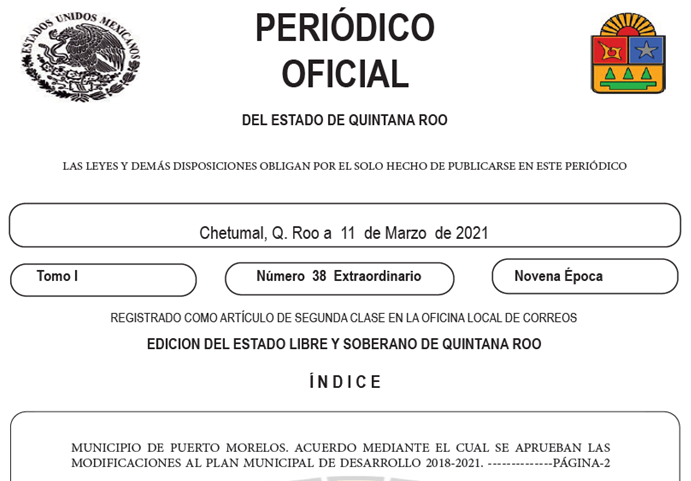 ESTADOS UNIDOS MEXICANOS
PERIÓDICO
OFICIAL
DEL ESTADO DE QUINTANA ROO
LAS LEYES Y DEMÁS DISPOSICIONES OBLIGAN POR EL SOLO HECHO DE PUBLICARSE EN ESTE PERIÓDICO
Chetumal, Q. Roo a 11 de Marzo de 2021
Tomo I
Número 38 Extraordinario
Novena Época
REGISTRADO COMO ARTÍCULO DE SEGUNDA CLASE EN LA OFICINA LOCAL DE CORREOS
EDICION DEL ESTADO LIBRE Y SOBERANO DE QUINTANA ROO
ÍNDICE
MUNICIPIO DE PUERTO MORELOS. ACUERDO MEDIANTE EL CUAL SE APRUEBAN LAS
MODIFICACIONES AL PLAN MUNICIPAL DE DESARROLLO 2018-2021. -------------PÁGINA-2